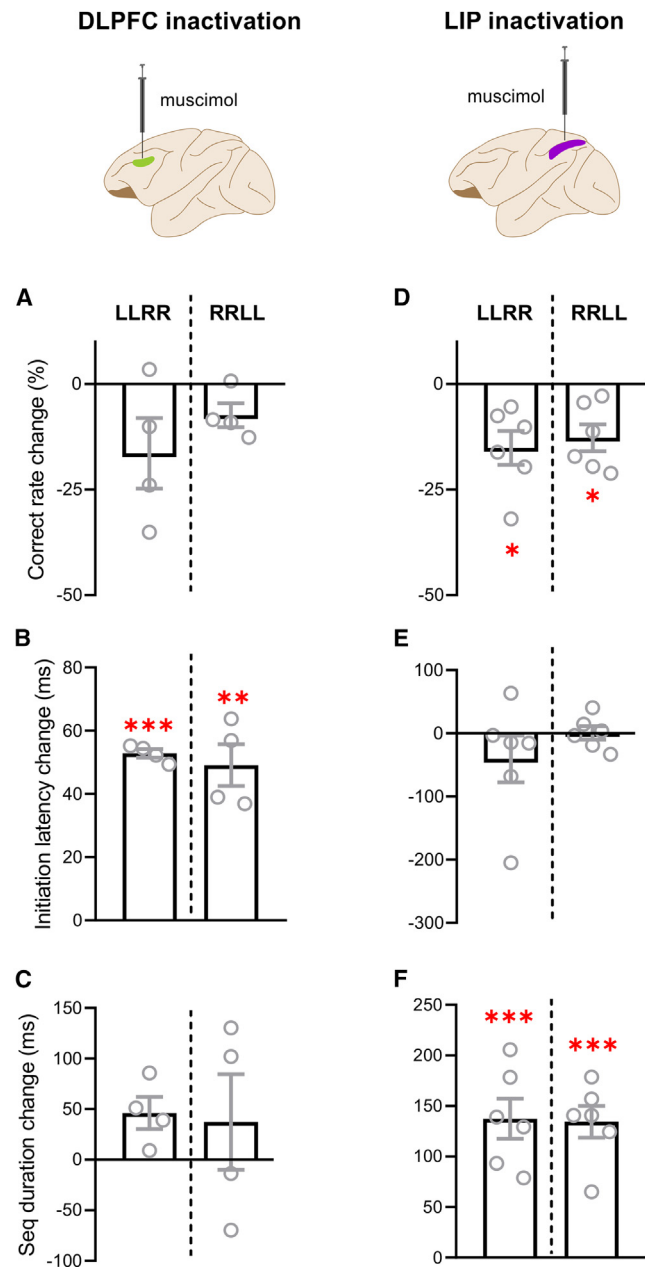 DLPFC inactivation
LIP inactivation
muscimol
muscimol
A
LLRR
RRLL
Correct rate change (%)
0
-25
-50
D
LLRR
RRLL
0
-25
-50
*
*
B
Initiation latency change (ms)
80
60
40
20
0
***
**
E
100
0
-100
-200
-300
C
Seq duration change (ms)
150
100
50
0
-50
-100
F
250
200
150
100
50
0
***
***